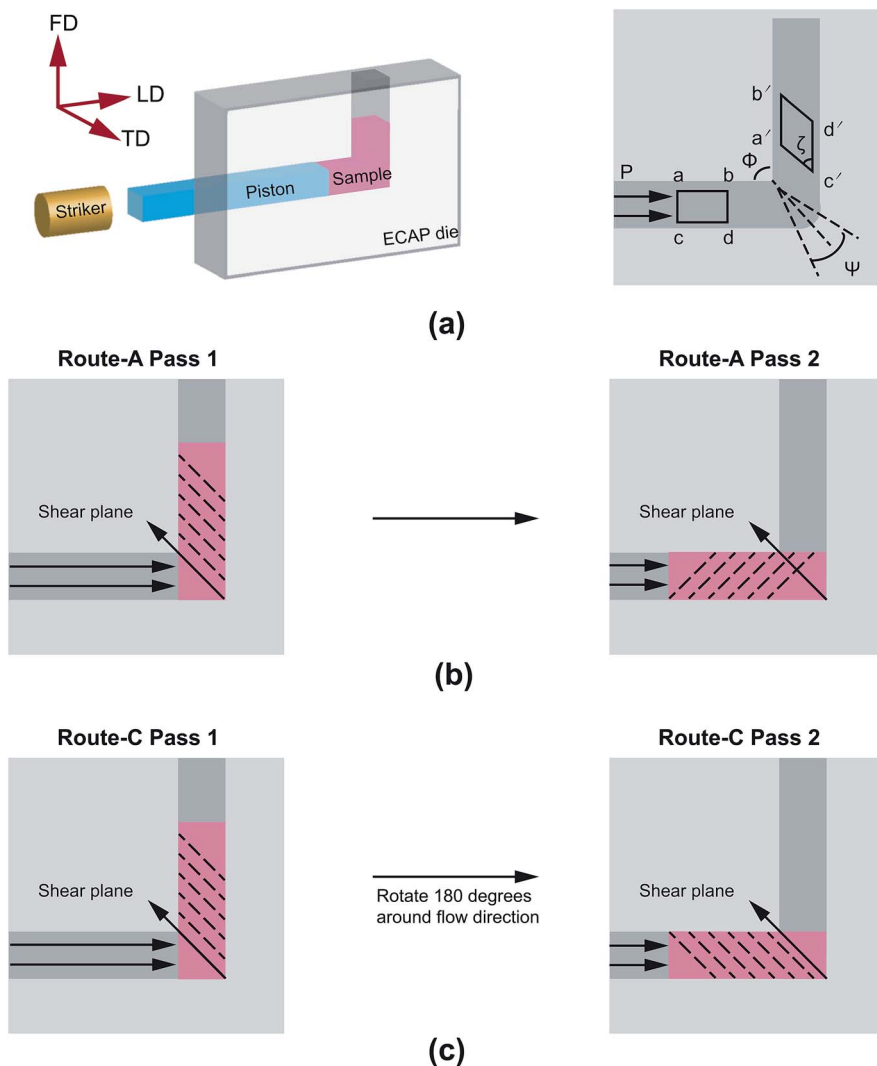 FD
LD
TD
Striker
Piston
Sample
ECAP die
P
a
b
c
d
Φ
a′
b′
c′
d′
ζ
Ψ
(a)
Route-A Pass 1
Route-A Pass 2
Shear plane
Shear plane
(b)
Route-C Pass 1
Route-C Pass 2
Shear plane
Rotate 180 degrees
around flow direction
Shear plane
(c)